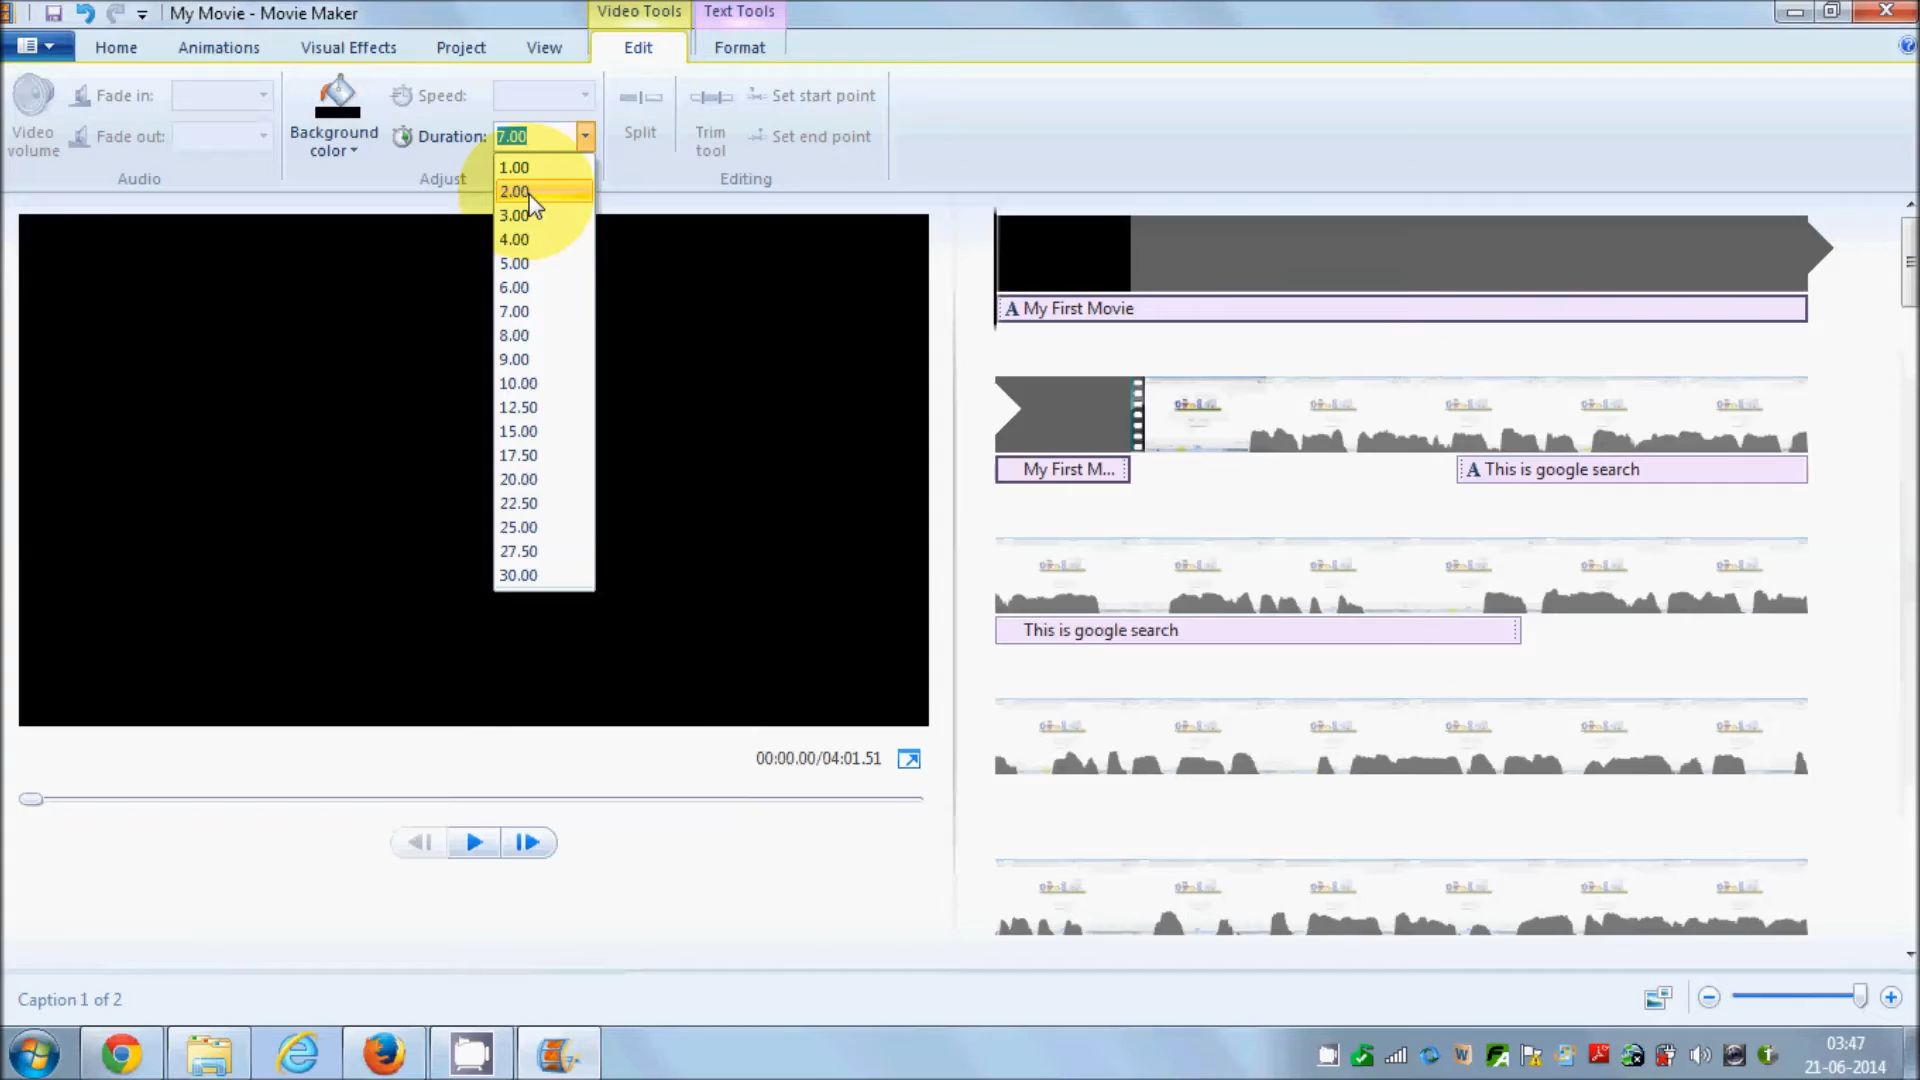 My Movie - Movie Maker
Video Tools
Text Tools
Home
Animations
Visual Effects
Project
View
Edit
Format
Video volume
Fade in:
Fade out:
Audio
Background color
Speed:
Duration:
7.00
Adjust
Split
Trim tool
Set start point
Set end point
Editing
1.00
2.00
3.00
4.00
5.00
6.00
7.00
8.00
9.00
10.00
12.50
15.00
17.50
20.00
22.50
25.00
27.50
30.00
00:00.00/04:01.51
A My First Movie
My First M...
A This is google search
This is google search
Caption 1 of 2
03:47
21-06-2014